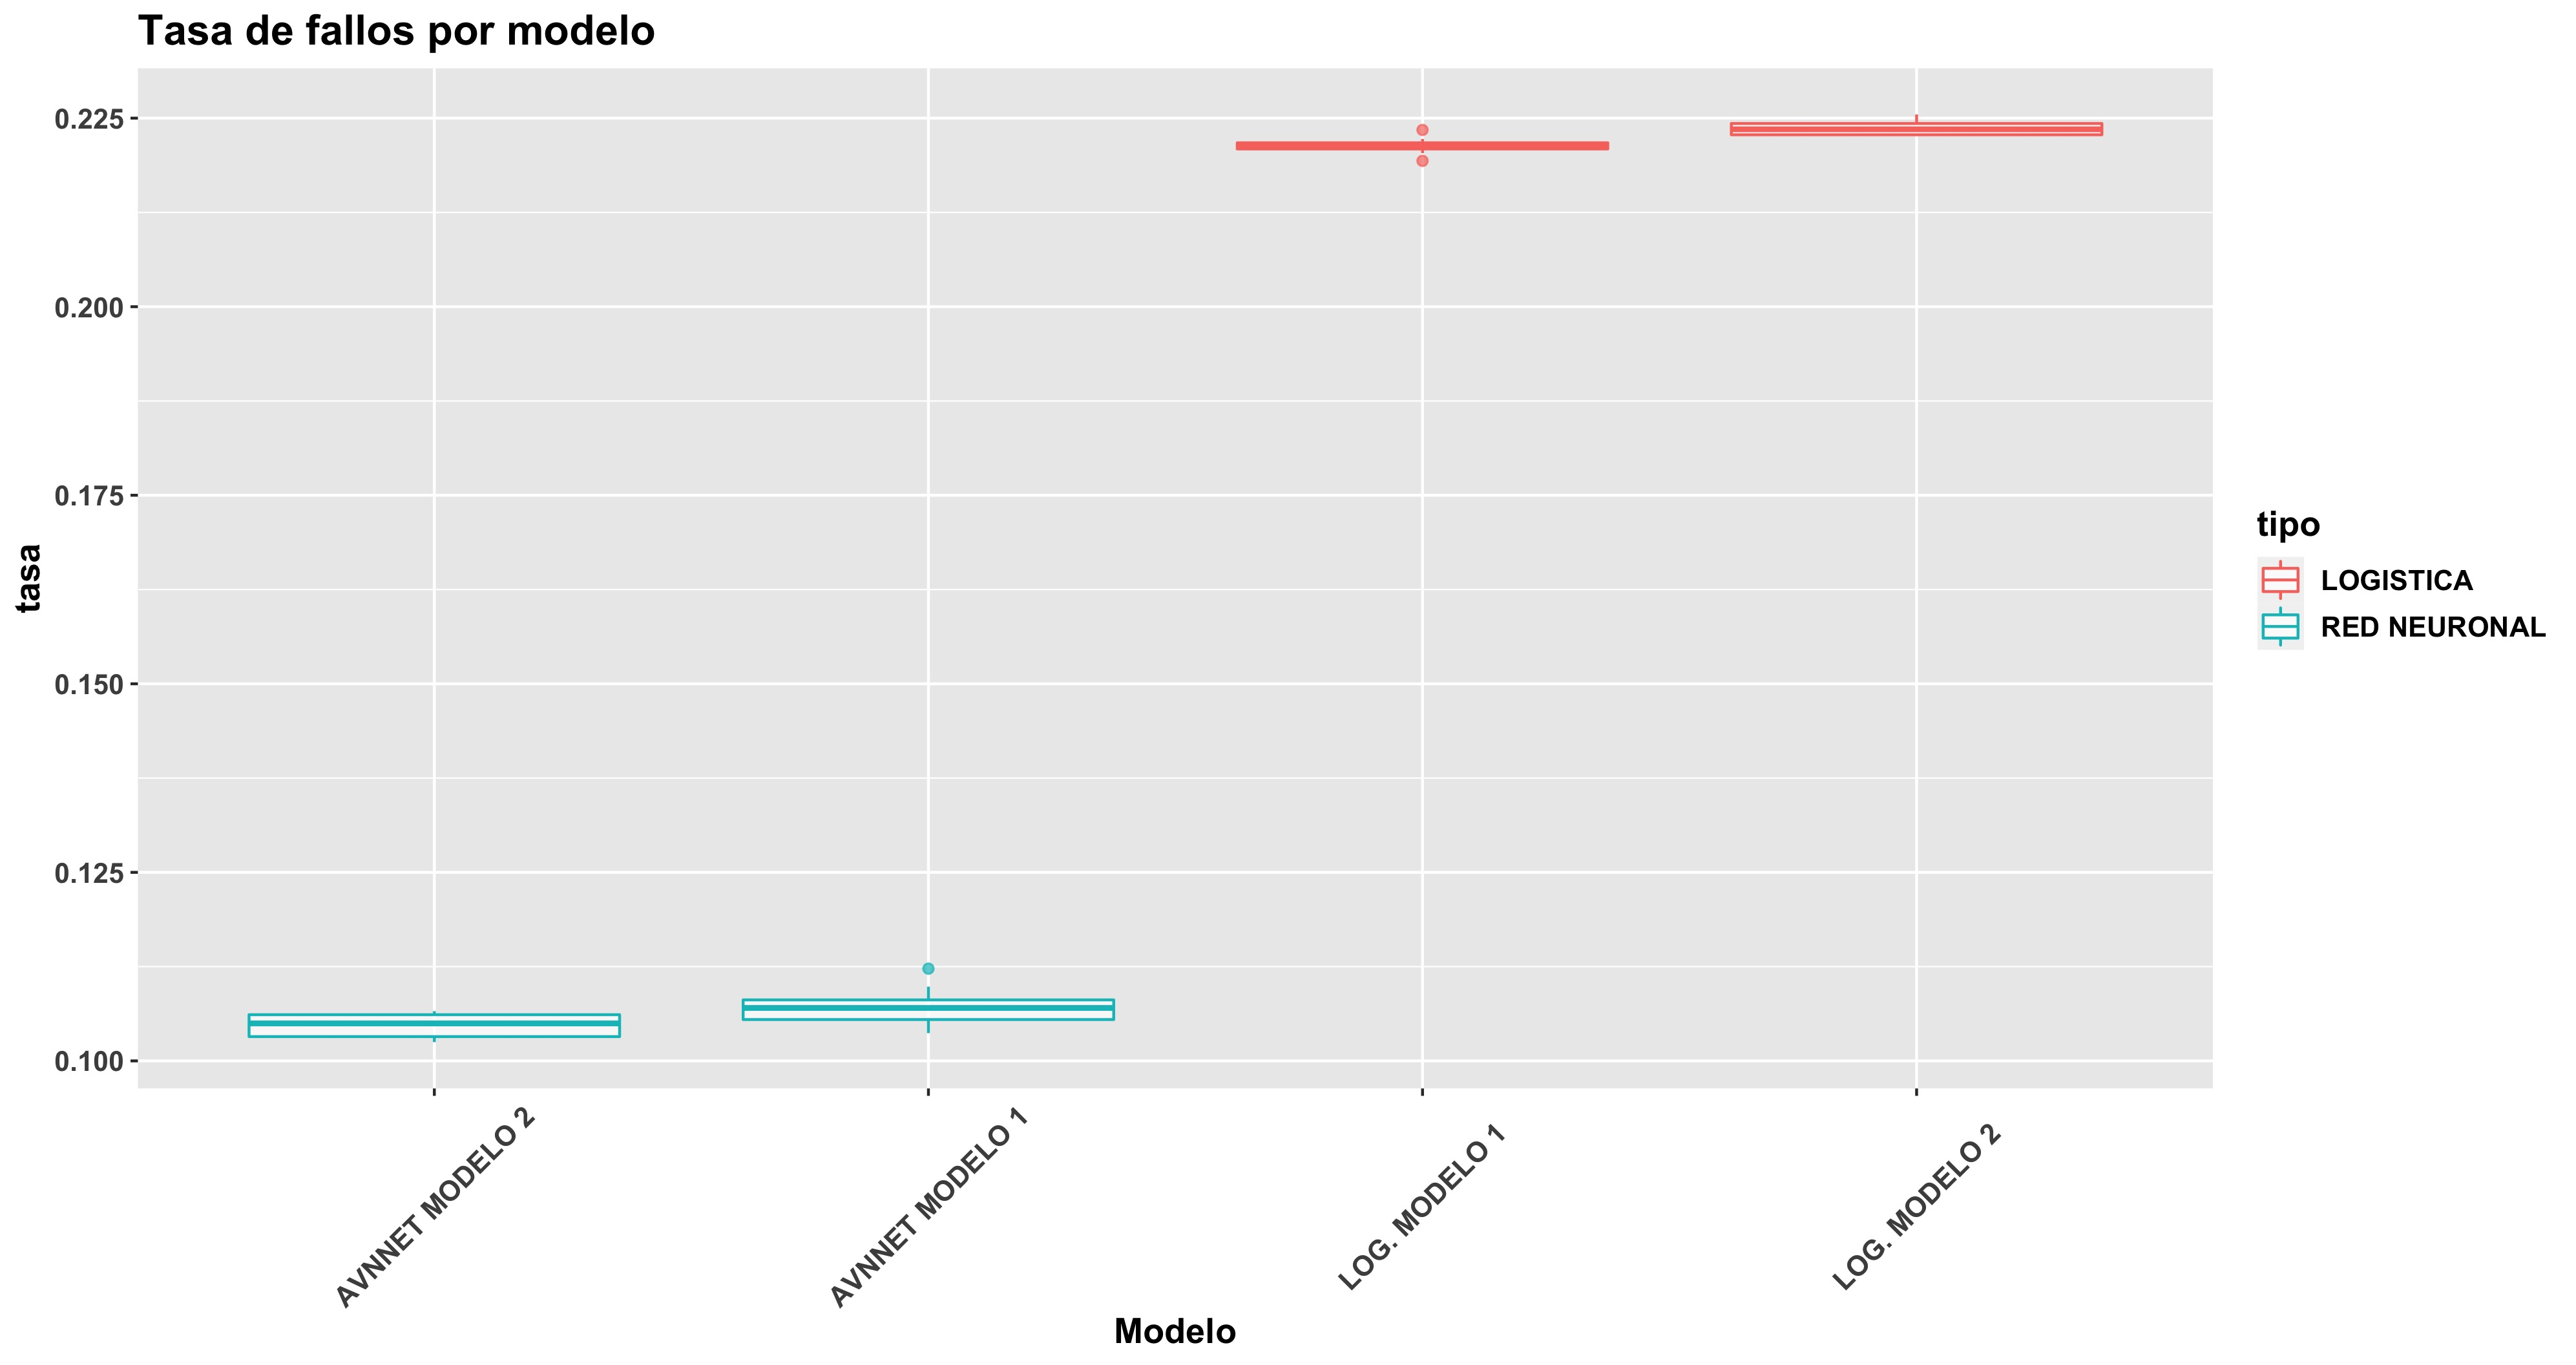 Tasa de fallos por modelo
0.225
0.200
0.175
0.150
0.125
0.100
tasa
AVNNET MODELO 2
AVNNET MODELO 1
LOG. MODELO 1
LOG. MODELO 2
Modelo
tipo
LOGISTICA
RED NEURONAL